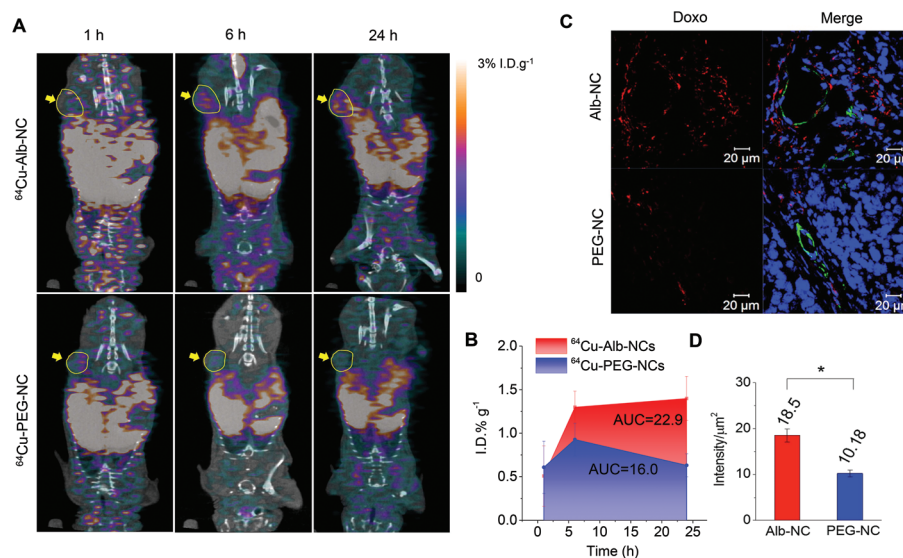 A
1 h 6 h 24 h
⁶⁴Cu-Alb-NC
⁶⁴Cu-PEG-NC
3% I.D.g⁻¹
0
C
Doxo Merge
Alb-NC
20 µm 20 µm
PEG-NC
20 µm 20 µm
B
⁶⁴Cu-Alb-NCs
⁶⁴Cu-PEG-NCs
I.D.% g⁻¹
2.0
1.5
1.0
0.5
0.0
AUC=22.9
AUC=16.0
0 5 10 15 20 25
Time (h)
D
*
Intensity/µm²
30
20
10
0
18.5
10.18
Alb-NC PEG-NC